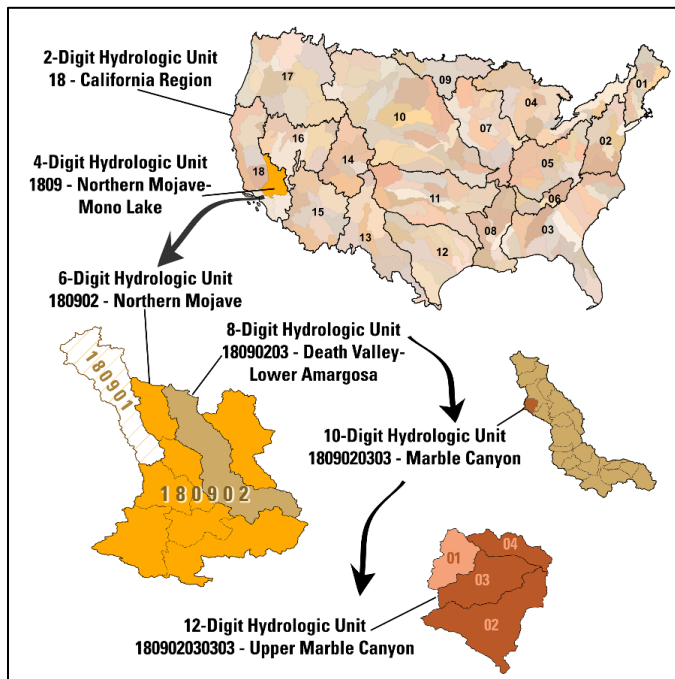 2-Digit Hydrologic Unit
18 - California Region
4-Digit Hydrologic Unit
1809 - Northern Mojave-
Mono Lake
17
09
04
01
10
16
07
02
18
14
05
11
06
15
08
03
13
12
6-Digit Hydrologic Unit
180902 - Northern Mojave
8-Digit Hydrologic Unit
18090203 - Death Valley-
Lower Amargosa
180901
180902
10-Digit Hydrologic Unit
1809020303 - Marble Canyon
04
01
03
02
12-Digit Hydrologic Unit
180902030303 - Upper Marble Canyon